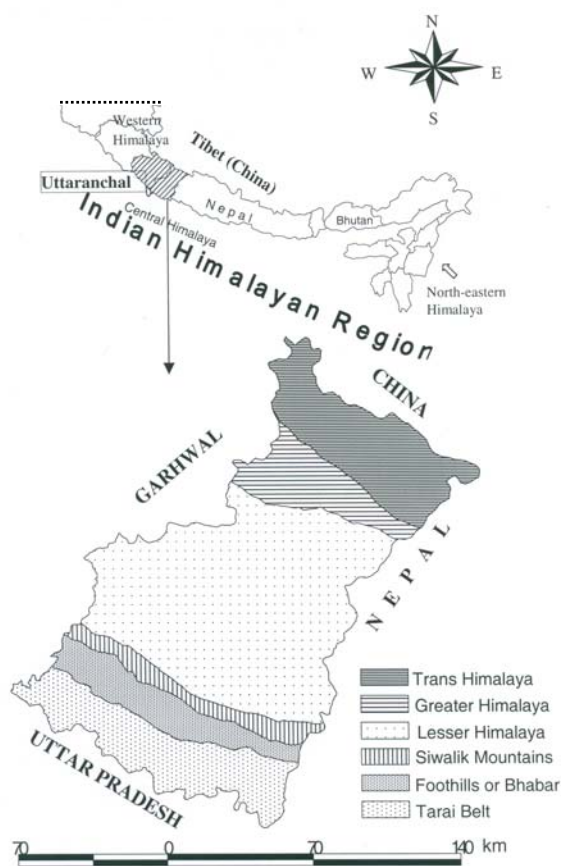 N
W E
S
Western
Himalaya
Tibet (China)
Uttaranchal
Nepal
Bhutan
Central Himalaya
Indian Himalayan Region
North-eastern
Himalaya
CHINA
GARHWAL
NEPAL
Trans Himalaya
Greater Himalaya
Lesser Himalaya
Siwalik Mountains
Foothills or Bhabar
Tarai Belt
UTTAR PRADESH
70 0 70 140 km